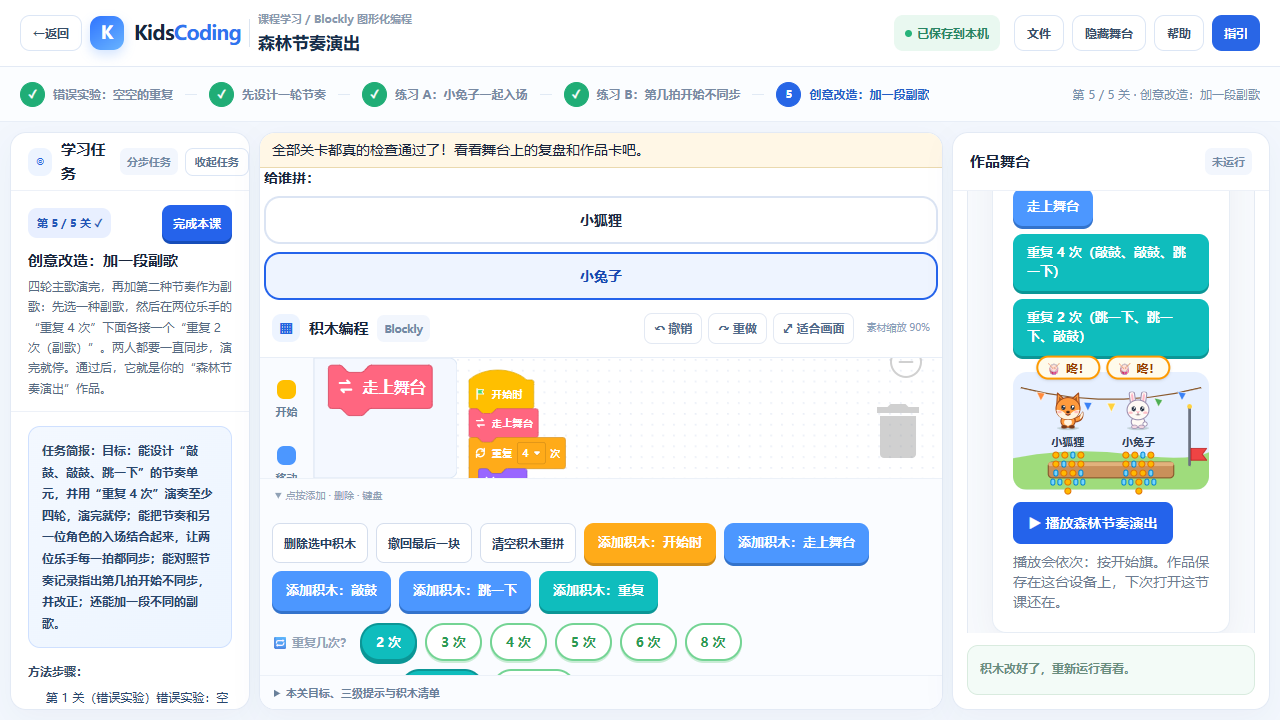 ←返回
K
KidsCoding
课程学习 / Blockly 图形化编程
森林节奏演出
已保存到本机
文件
隐藏舞台
帮助
指引
✓ 错误实验：空空的重复
✓ 先设计一轮节奏
✓ 练习 A：小兔子一起入场
✓ 练习 B：第几拍开始不同步
5 创意改造：加一段副歌
第 5 / 5 关 · 创意改造：加一段副歌
学习任务
分步任务
收起任务
第 5 / 5 关 ✓
完成本课
创意改造：加一段副歌
四轮主歌演完，再加第二种节奏作为副
歌：先选一种副歌，然后在两位乐手的
“重复 4 次”下面各接一个“重复 2
次（副歌）”。两人都要一直同步，演
完就停。通过后，它就是你的“森林节
奏演出”作品。
任务简报：目标：能设计“敲
鼓、敲鼓、跳一下”的节奏单
元，并用“重复 4 次”演奏至少
四轮，演完就停；能把节奏和另
一位角色的入场结合起来，让两
位乐手每一拍都同步；能对照节
奏记录指出第几拍开始不同步，
并改正；还能加一段不同的副
歌。
方法步骤：
第 1 关（错误实验）错误实验：空
全部关卡都真的检查通过了！看看舞台上的复盘和作品卡吧。
给谁拼：
小狐狸
小兔子
积木编程
Blockly
↶ 撤销
↷ 重做
⤢ 适合画面
素材缩放 90%
开始
移动
走上舞台
开始时
走上舞台
重复 4 次
▼ 点按添加 · 删除 · 键盘
删除选中积木
撤回最后一块
清空积木重拼
添加积木：开始时
添加积木：走上舞台
添加积木：敲鼓
添加积木：跳一下
添加积木：重复
重复几次？
2 次
3 次
4 次
5 次
6 次
8 次
▶ 本关目标、三级提示与积木清单
作品舞台
未运行
走上舞台
重复 4 次（敲鼓、敲鼓、跳
一下）
重复 2 次（跳一下、跳一
下、敲鼓）
咚！
咚！
小狐狸
小兔子
▶ 播放森林节奏演出
播放会依次：按开始旗。作品保
存在这台设备上，下次打开这节
课还在。
积木改好了，重新运行看看。